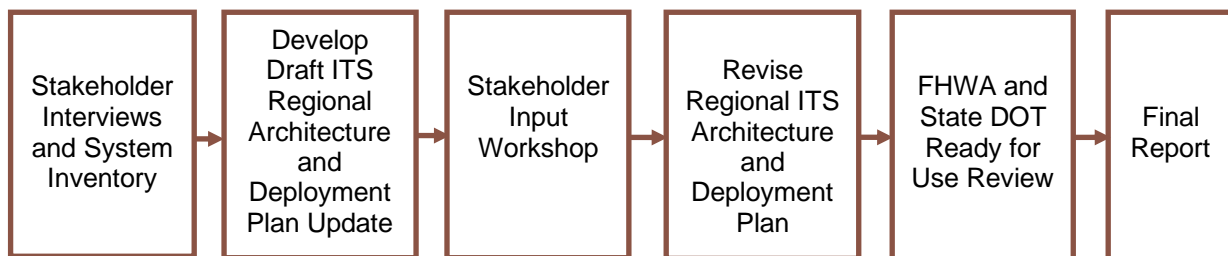 Stakeholder
Interviews
and System
Inventory
Develop
Draft ITS
Regional
Architecture
and
Deployment
Plan Update
Stakeholder
Input
Workshop
Revise
Regional ITS
Architecture
and
Deployment
Plan
FHWA and
State DOT
Ready for
Use Review
Final
Report